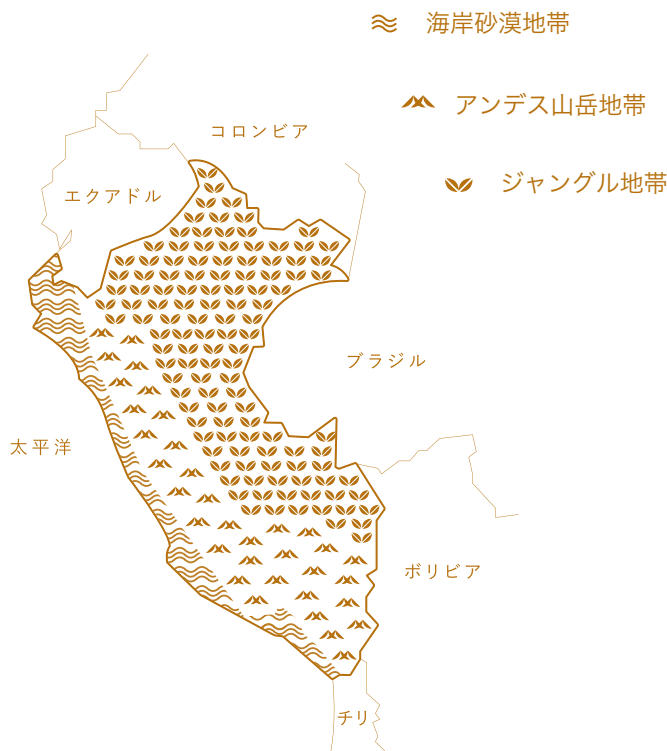 海岸砂漠地帯
アンデス山岳地帯
コロンビア
ジャングル地帯
エクアドル
ブラジル
太平洋
ボリビア
チリ